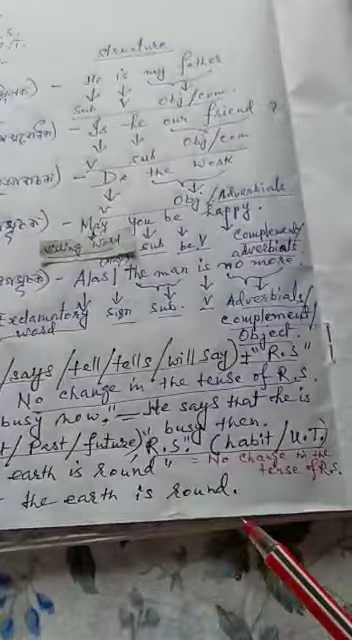 structure
He is my father
sub V obj/com.
Is he our friend ?
V sub obj/com
Do the work
V Obj/Adverbials
May you be happy.
wishing word sub be V complement/
adverbials
Alas! the man is no more.
Exclamatory sign sub. V Adverbials/
word complement/
Object.
/says/tell/tells/will say) + "R.S"
No change in the tense of R.S.
busy now." — He says that he is
busy then.
/Past/future) "R.S." (habit/U.T.)
earth is round" = No change in the
tense of R.S.
the earth is round.